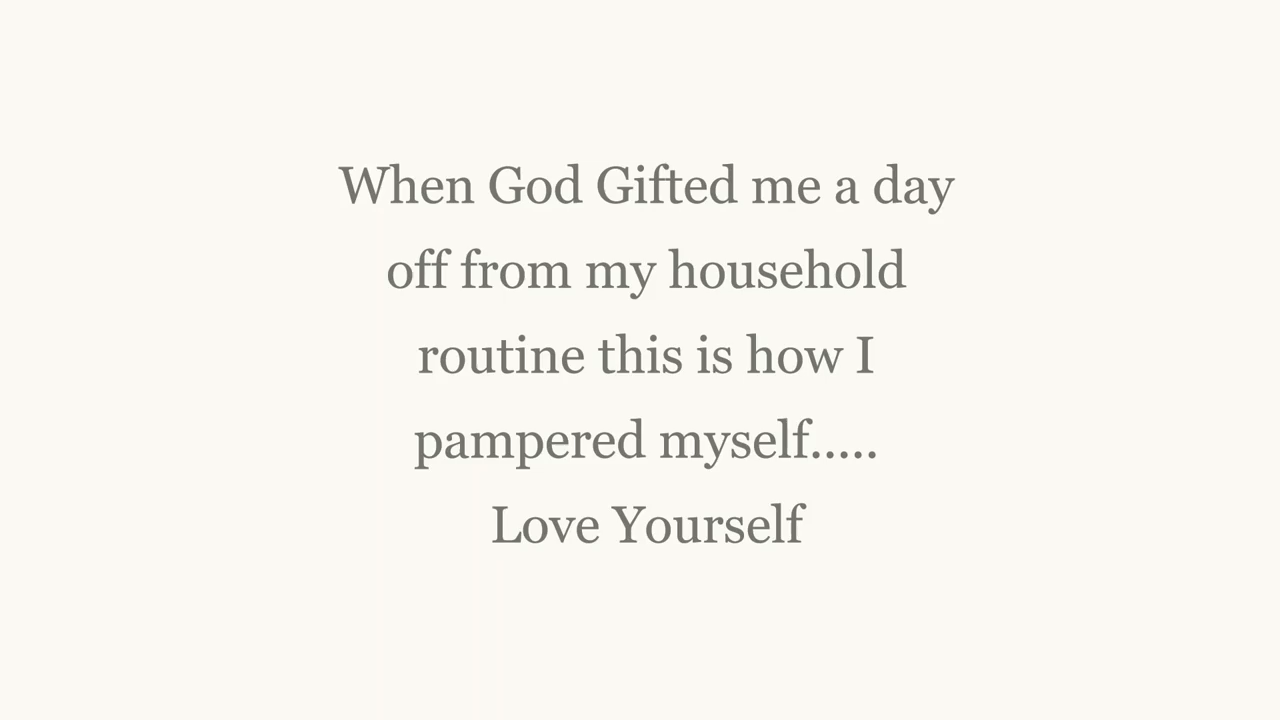 When God Gifted me a day
off from my household
routine this is how I
pampered myself.....
Love Yourself